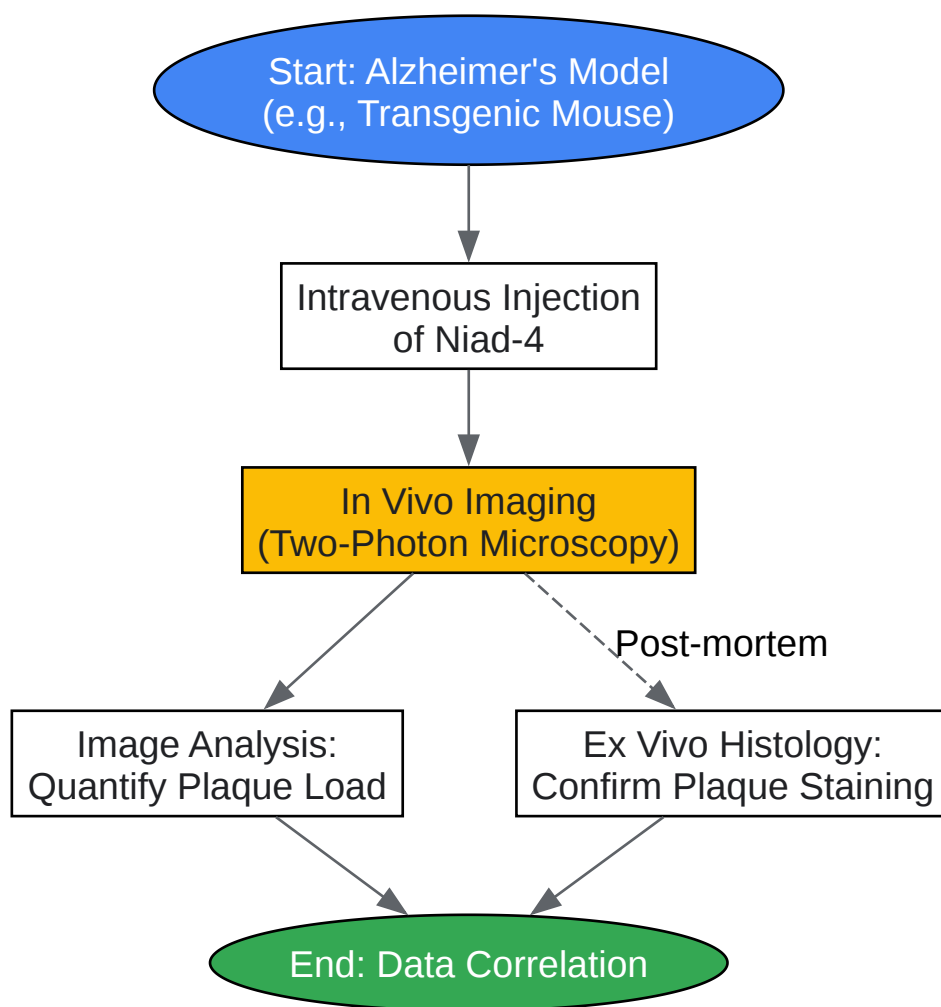 Start: Alzheimer's Model
(e.g., Transgenic Mouse)
Intravenous Injection
of Niad-4
In Vivo Imaging
(Two-Photon Microscopy)
Post-mortem
Image Analysis:
Quantify Plaque Load
Ex Vivo Histology:
Confirm Plaque Staining
End: Data Correlation